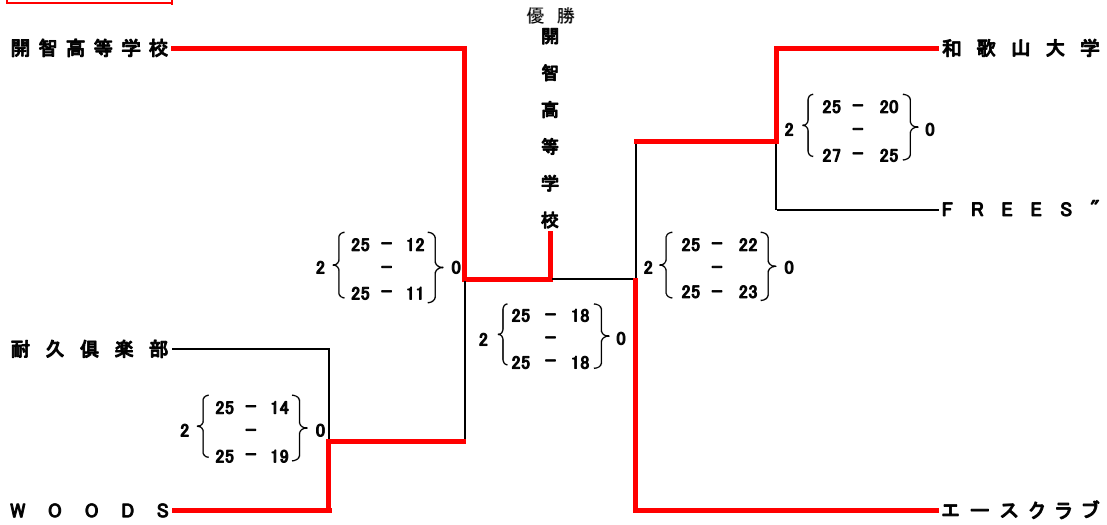 優 勝
開智高等学校
開智高等学校
和歌山大学
2 25 － 20 0
－
27 － 25
FREES″
2 25 － 12 0
－
25 － 11
2 25 － 22 0
－
25 － 23
2 25 － 18 0
－
25 － 18
耐久倶楽部
2 25 － 14 0
－
25 － 19
WOODS
エースクラブ